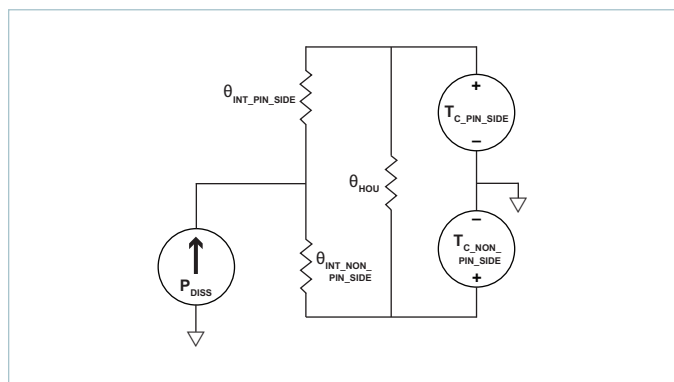 θINT_PIN_SIDE
+
TC_PIN_SIDE
–
θHOU
–
TC_NON_
PIN_SIDE
+
θINT_NON_
PIN_SIDE
PDISS